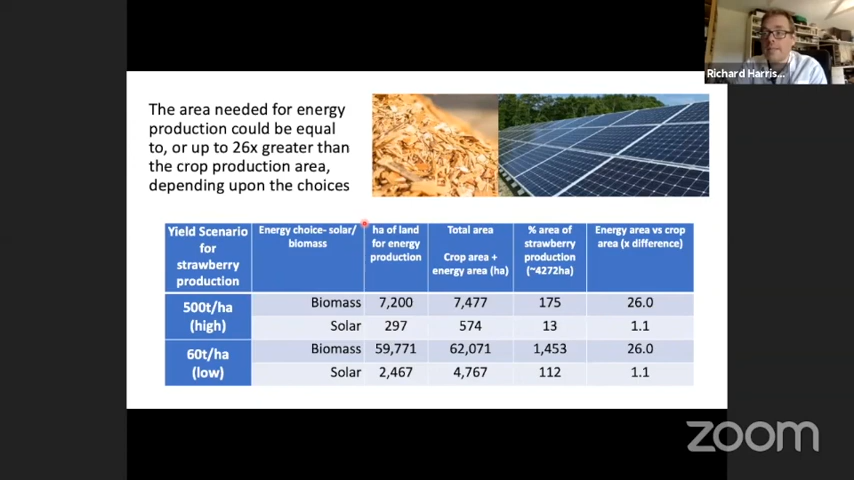 Richard Harris...
The area needed for energy
production could be equal
to, or up to 26x greater than
the crop production area,
depending upon the choices
Yield Scenario
for
strawberry
production
Energy choice- solar/
biomass
ha of land
for energy
production
Total area
Crop area +
energy area (ha)
% area of
strawberry
production
(~4272ha)
Energy area vs crop
area (x difference)
500t/ha
(high)
Biomass 7,200 7,477 175 26.0
Solar 297 574 13 1.1
60t/ha
(low)
Biomass 59,771 62,071 1,453 26.0
Solar 2,467 4,767 112 1.1
zoom